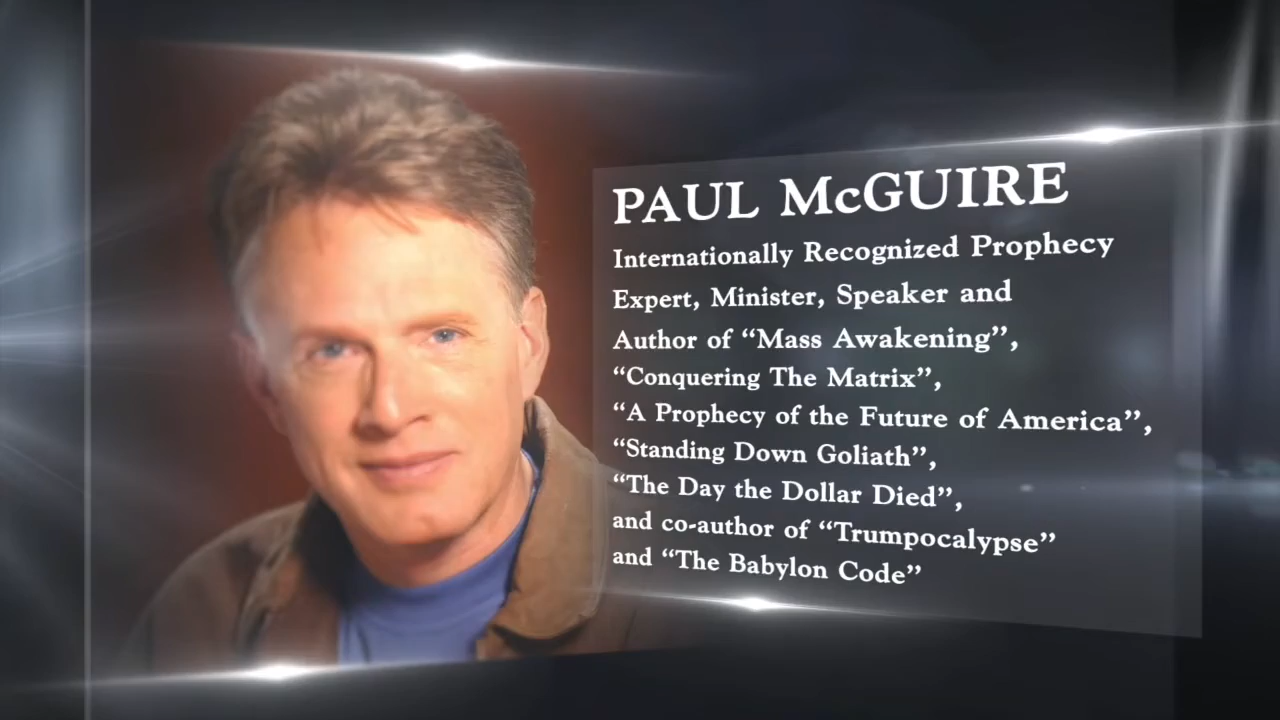 PAUL McGUIRE
Internationally Recognized Prophecy
Expert, Minister, Speaker and
Author of “Mass Awakening”,
“Conquering The Matrix”,
“A Prophecy of the Future of America”,
“Standing Down Goliath”,
“The Day the Dollar Died”,
and co-author of “Trumpocalypse”
and “The Babylon Code”